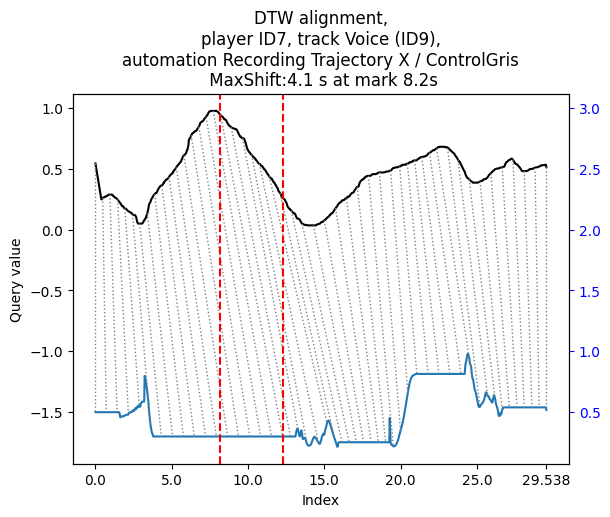 DTW alignment,
player ID7, track Voice (ID9),
automation Recording Trajectory X / ControlGris
MaxShift:4.1 s at mark 8.2s
1.0
0.5
0.0
−0.5
−1.0
−1.5
Query value
3.0
2.5
2.0
1.5
1.0
0.5
0.0 5.0 10.0 15.0 20.0 25.0 29.538
Index